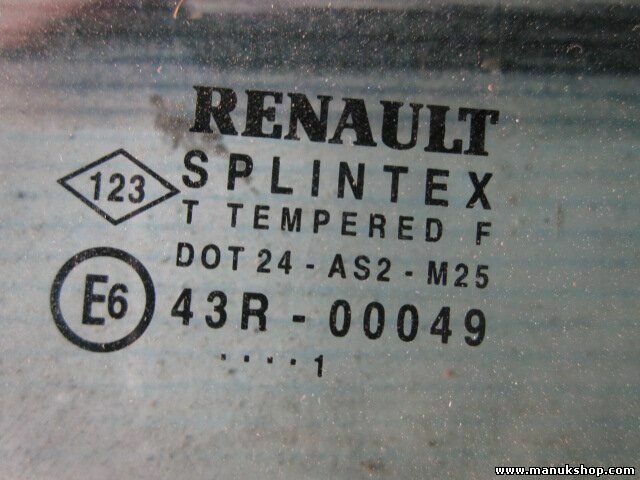 RENAULT
123
SPLINTEX
T TEMPERED F
DOT 24 - AS2 - M25
E6
43R - 00049
. . . . 1
www.manukshop.com